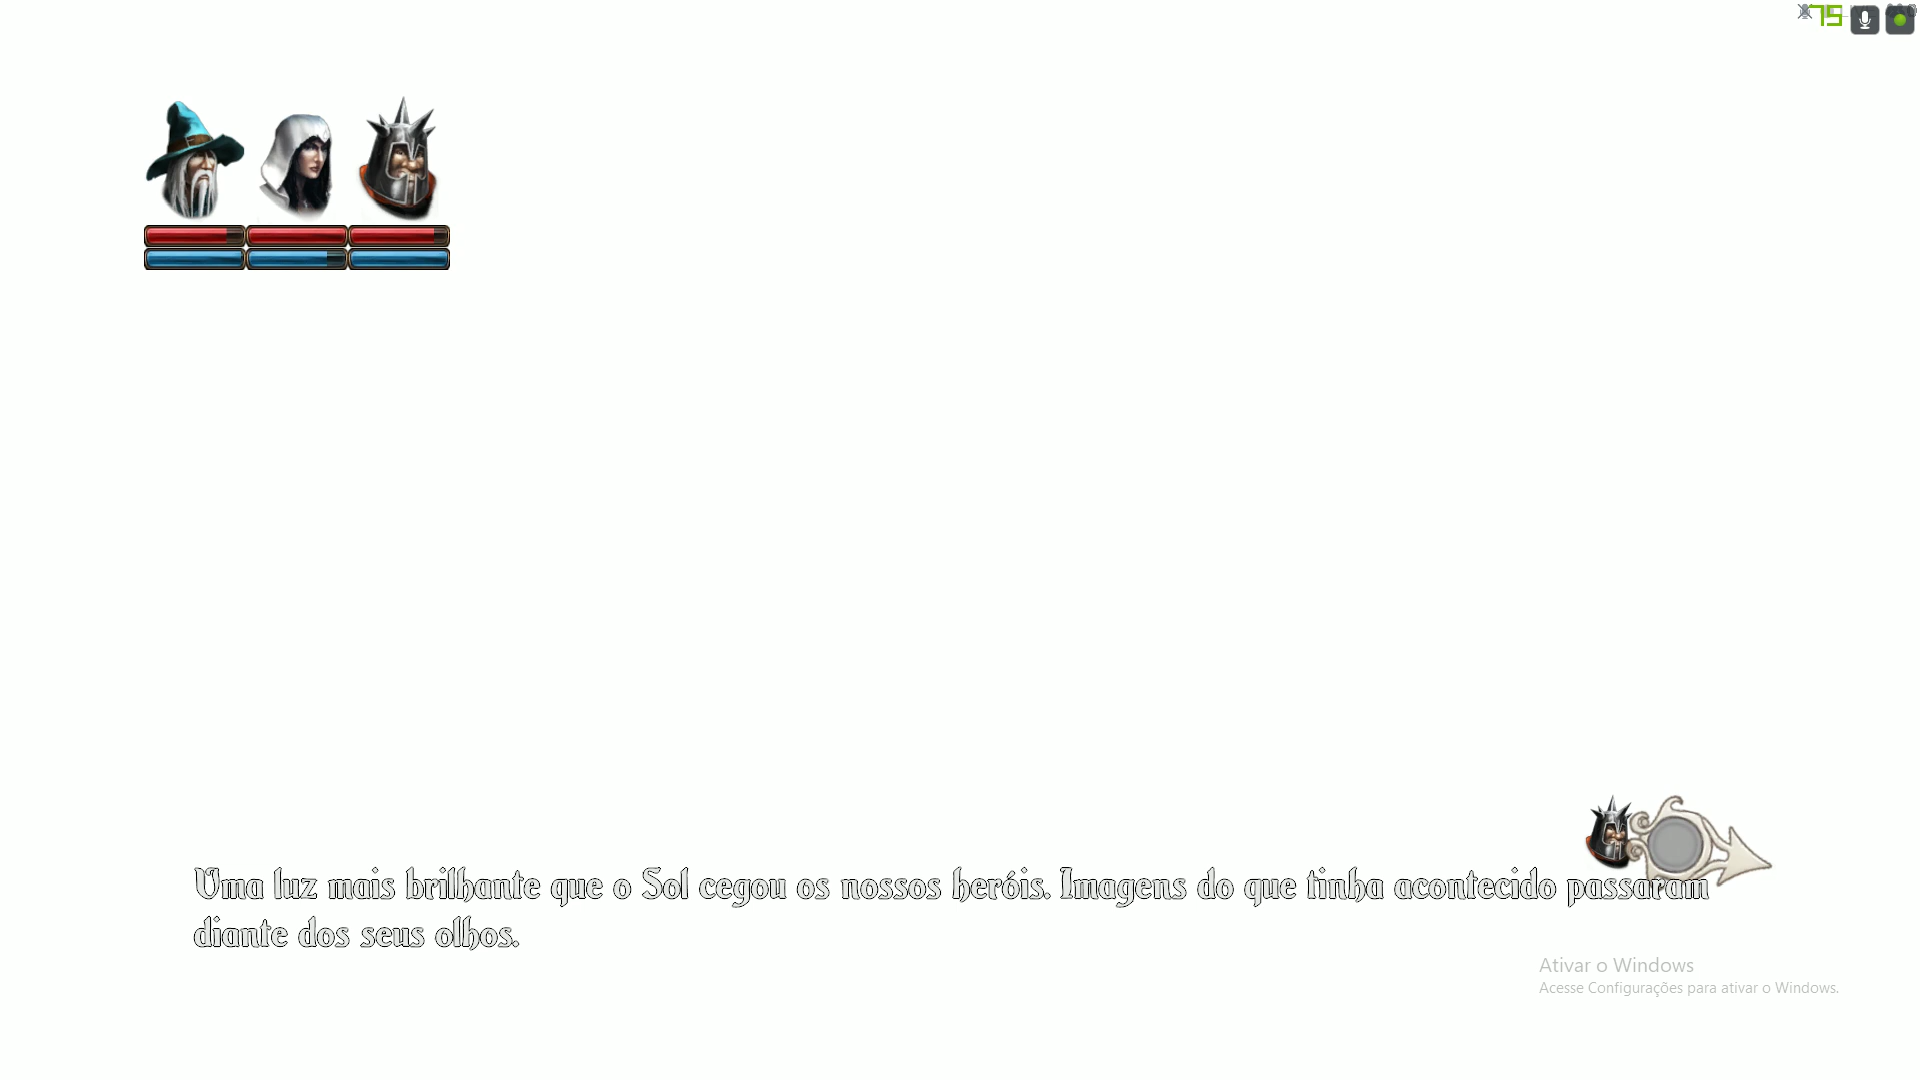 75
Uma luz mais brilhante que o Sol cegou os nossos heróis. Imagens do que tinha acontecido passaram
diante dos seus olhos.
Ativar o Windows
Acesse Configurações para ativar o Windows.